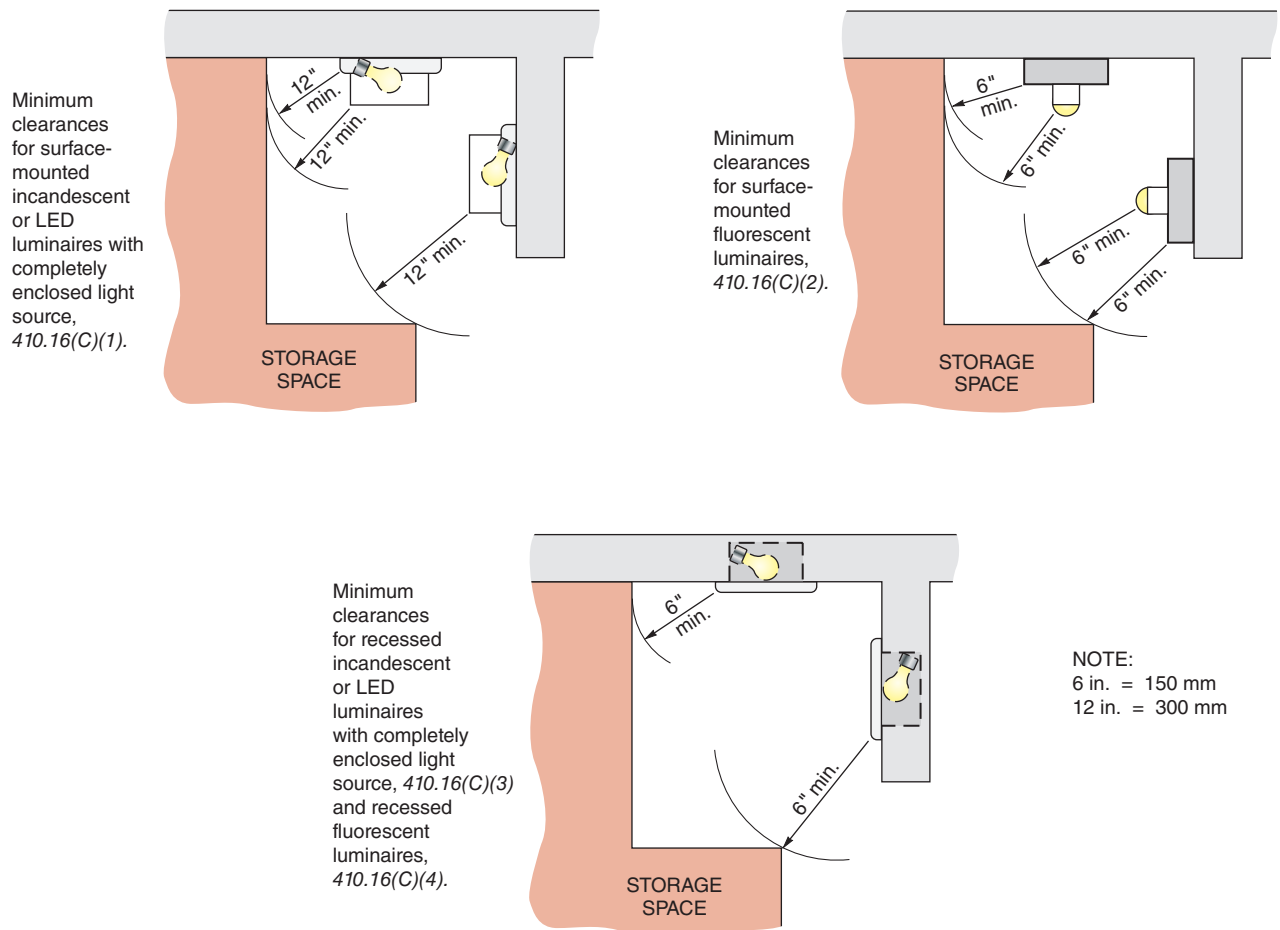 Minimum
clearances
for surface-
mounted
incandescent
or LED
luminaires with
completely
enclosed light
source,
410.16(C)(1).
12"
min.
12" min.
12" min.
STORAGE
SPACE
Minimum
clearances
for surface-
mounted
fluorescent
luminaires,
410.16(C)(2).
6"
min.
6" min.
6" min.
6" min.
STORAGE
SPACE
Minimum
clearances
for recessed
incandescent
or LED
luminaires
with completely
enclosed light
source, 410.16(C)(3)
and recessed
fluorescent
luminaires,
410.16(C)(4).
6"
min.
6" min.
STORAGE
SPACE
NOTE:
6 in. = 150 mm
12 in. = 300 mm